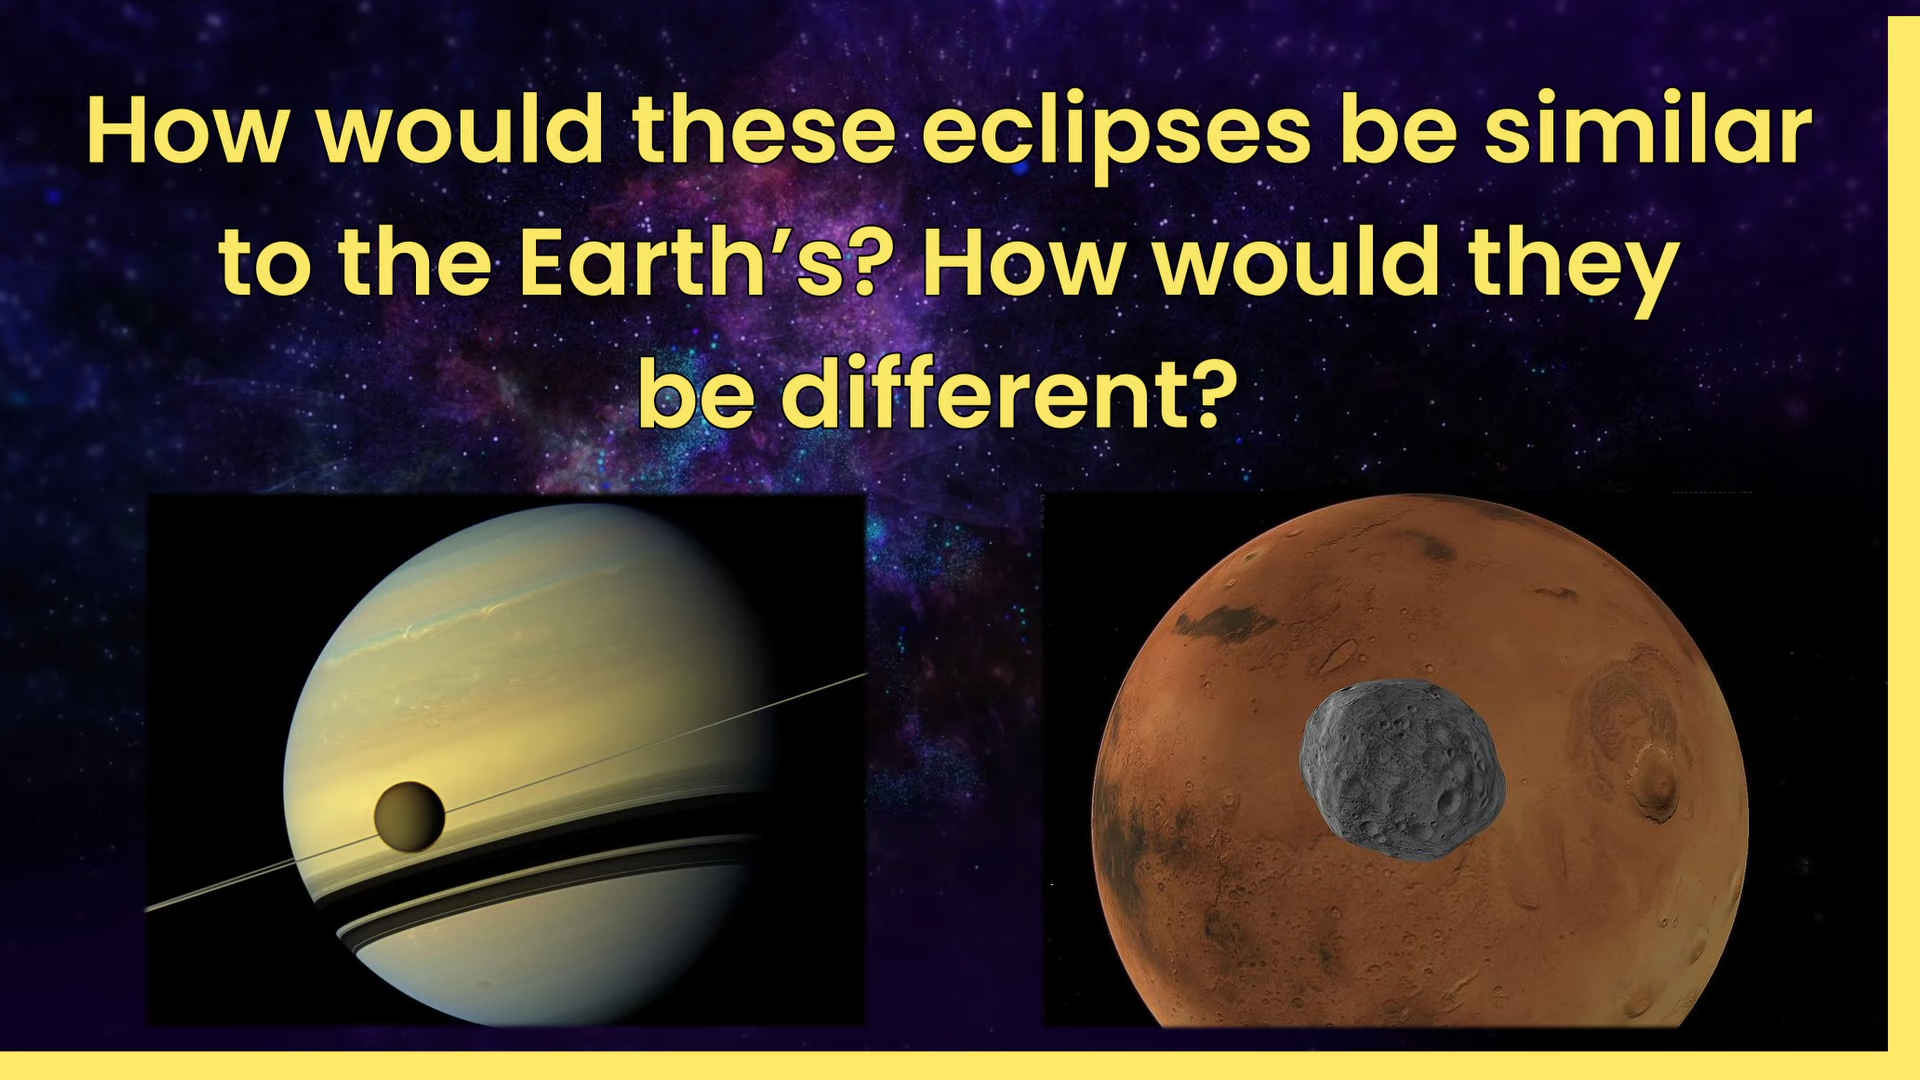 How would these eclipses be similar
to the Earth’s? How would they
be different?